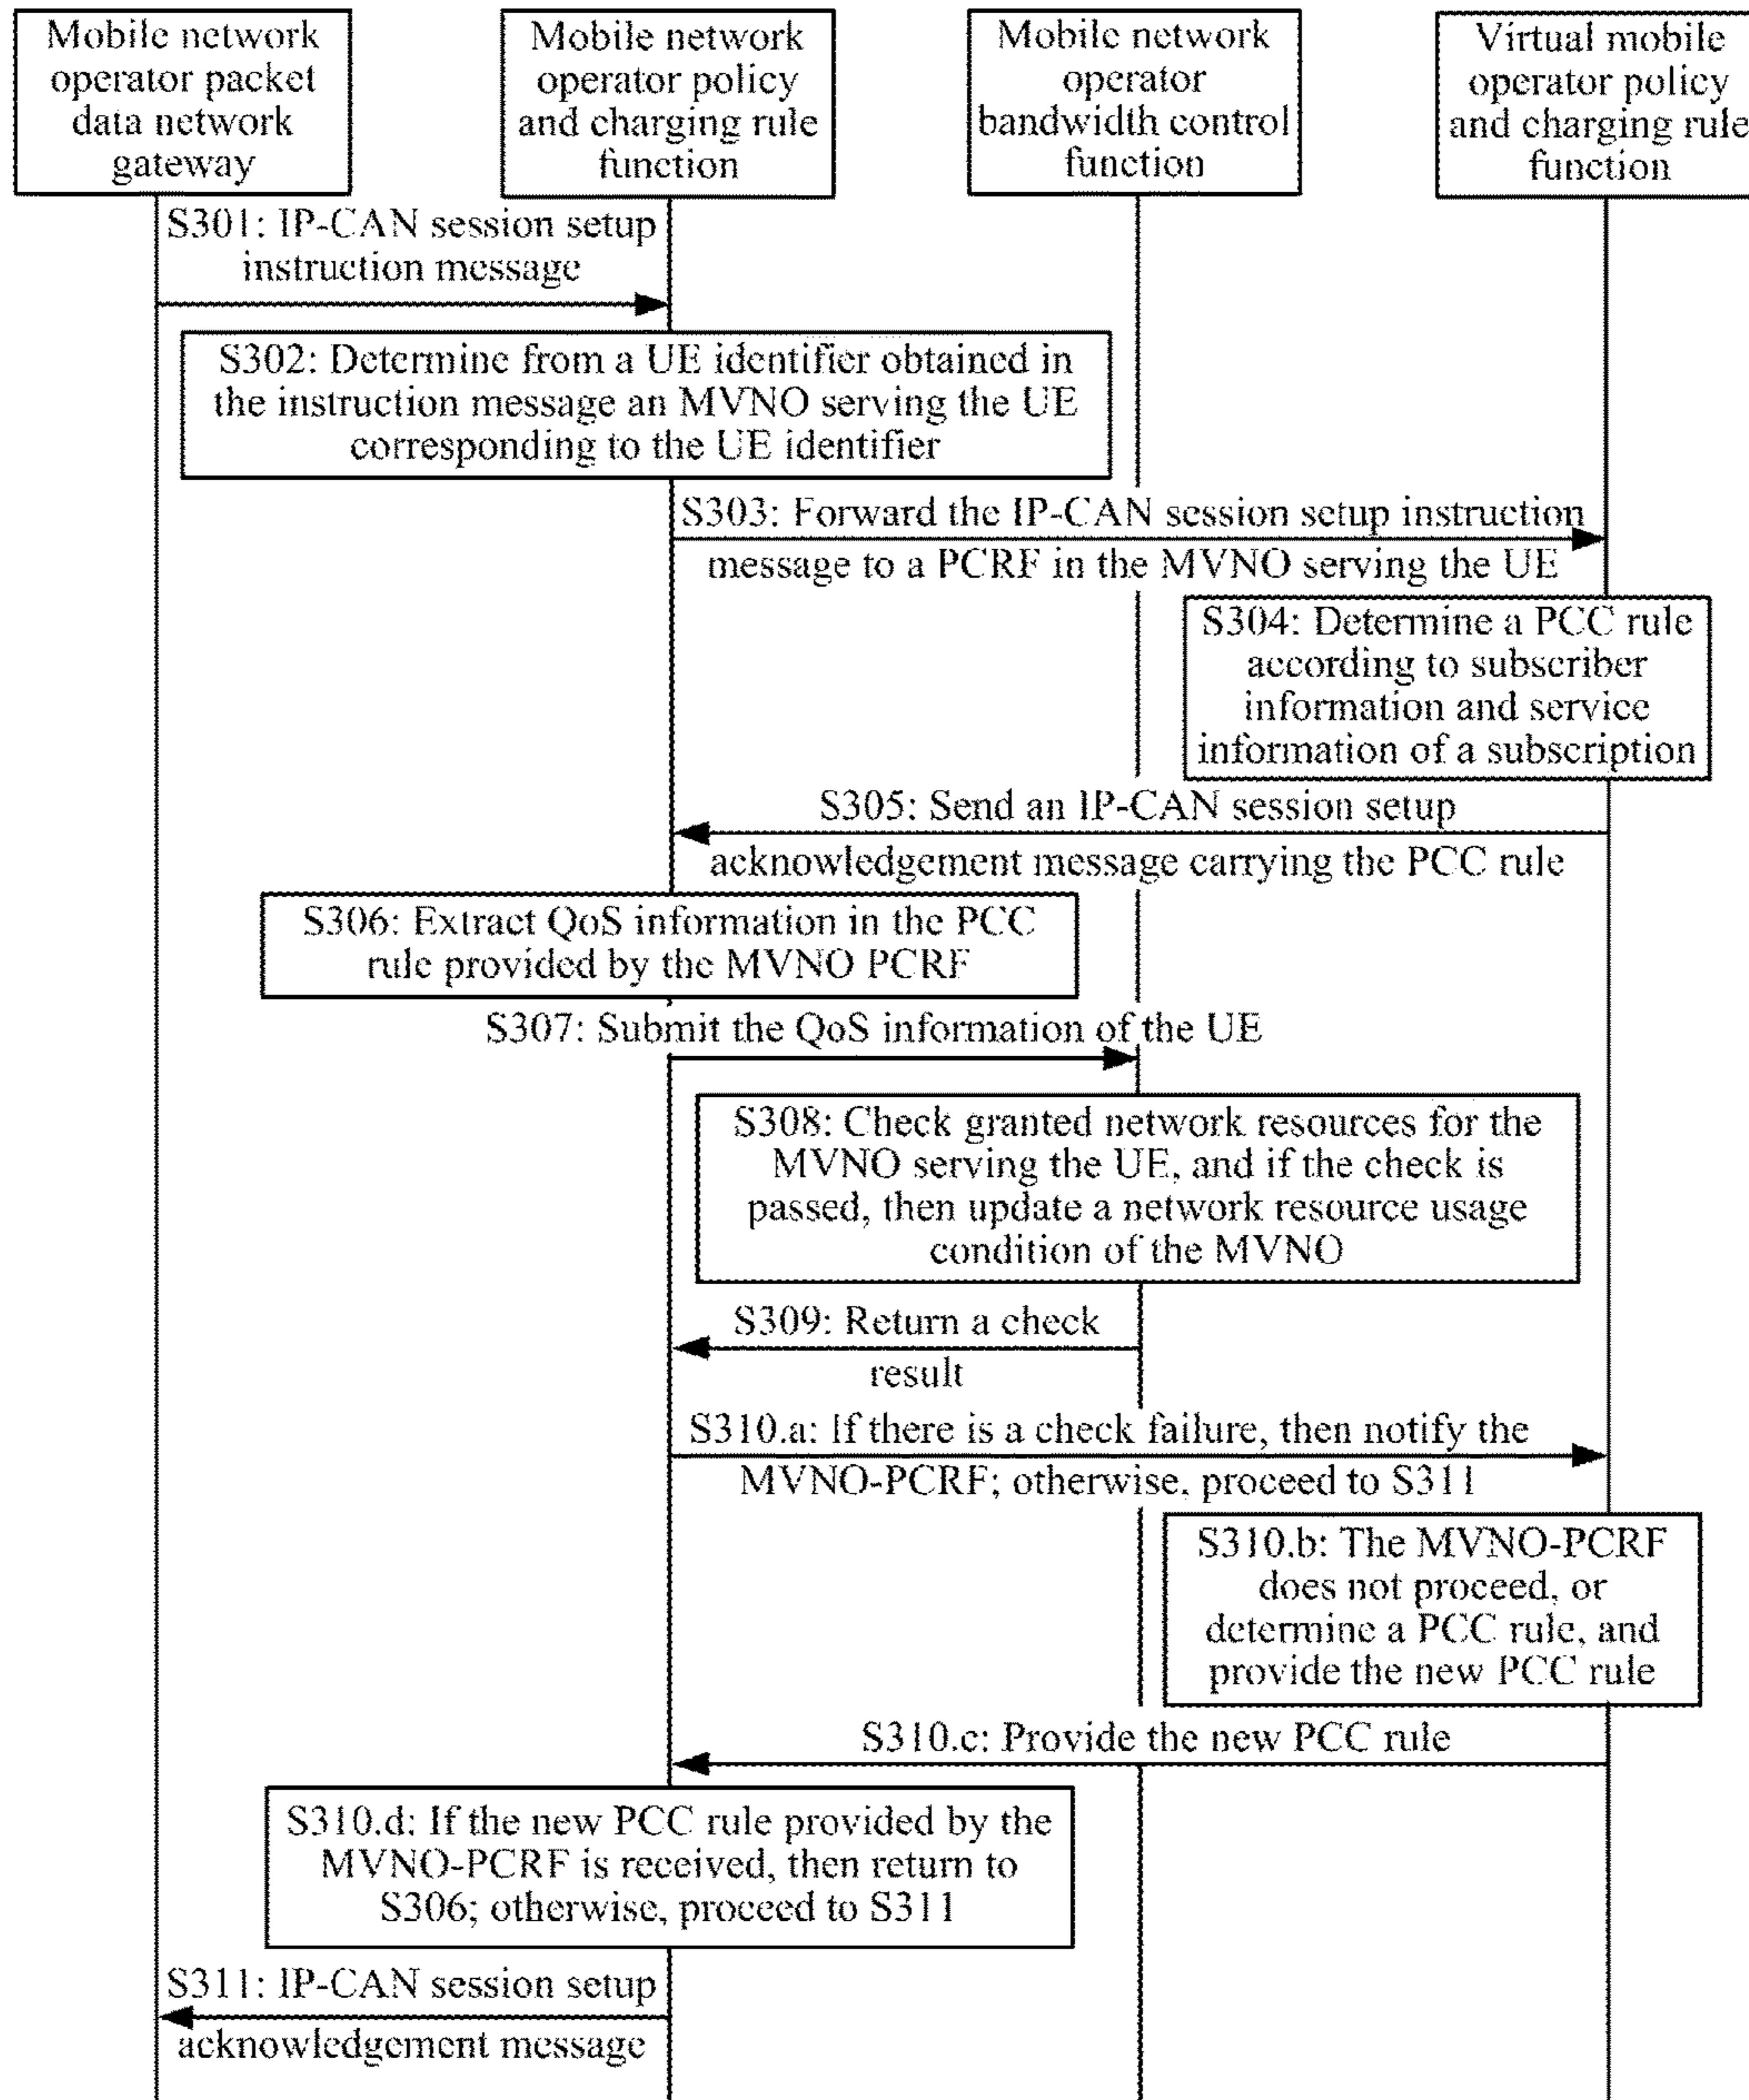 Mobile network
operator packet
data network
gateway
Mobile network
operator policy
and charging rule
function
Mobile network
operator
bandwidth control
function
Virtual mobile
operator policy
and charging rule
function
S301: IP-CAN session setup
instruction message
S302: Determine from a UE identifier obtained in
the instruction message an MVNO serving the UE
corresponding to the UE identifier
S303: Forward the IP-CAN session setup instruction
message to a PCRF in the MVNO serving the UE
S304: Determine a PCC rule
according to subscriber
information and service
information of a subscription
S305: Send an IP-CAN session setup
acknowledgement message carrying the PCC rule
S306: Extract QoS information in the PCC
rule provided by the MVNO PCRF
S307: Submit the QoS information of the UE
S308: Check granted network resources for the
MVNO serving the UE, and if the check is
passed, then update a network resource usage
condition of the MVNO
S309: Return a check
result
S310.a: If there is a check failure, then notify the
MVNO-PCRF; otherwise, proceed to S311
S310.b: The MVNO-PCRF
does not proceed, or
determine a PCC rule, and
provide the new PCC rule
S310.c: Provide the new PCC rule
S310.d: If the new PCC rule provided by the
MVNO-PCRF is received, then return to
S306; otherwise, proceed to S311
S311: IP-CAN session setup
acknowledgement message